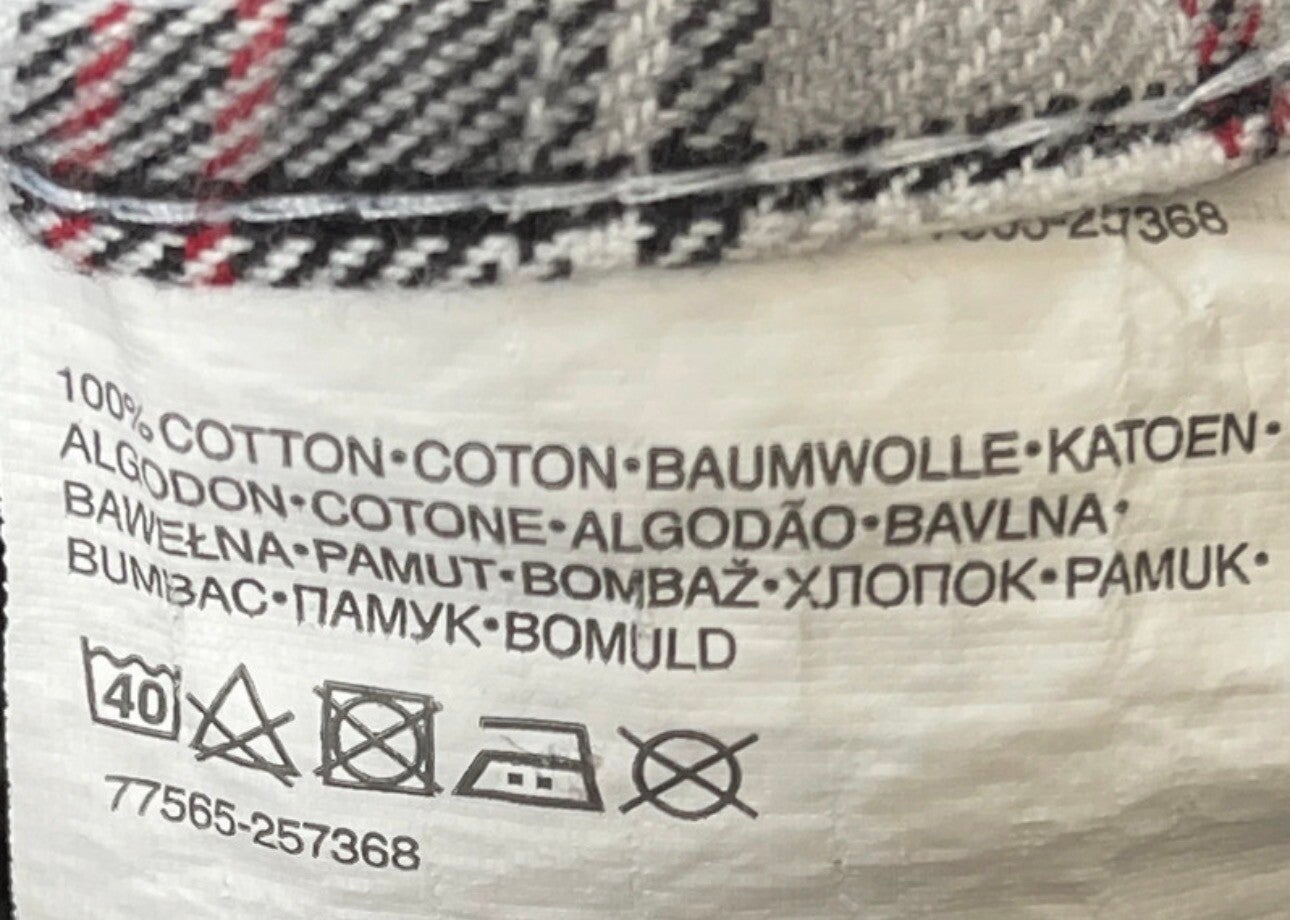 -257368
100% COTTON•COTON•BAUMWOLLE•KATOEN•
ALGODON•COTONE•ALGODÃO•BAVLNA•
BAWEŁNA•PAMUT•BOMBAŽ•ХЛОПОК•PAMUK•
BUMBAC•ПАМУК•BOMULD
40
77565-257368